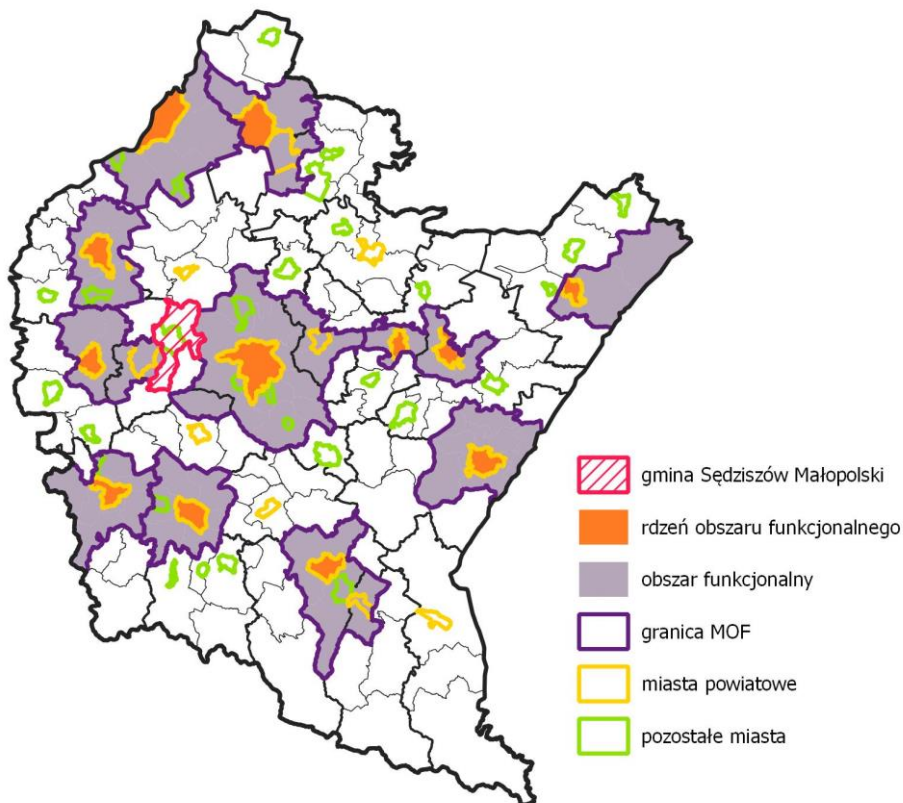 gmina Sędziszów Małopolski
rdzeń obszaru funkcjonalnego
obszar funkcjonalny
granica MOF
miasta powiatowe
pozostałe miasta